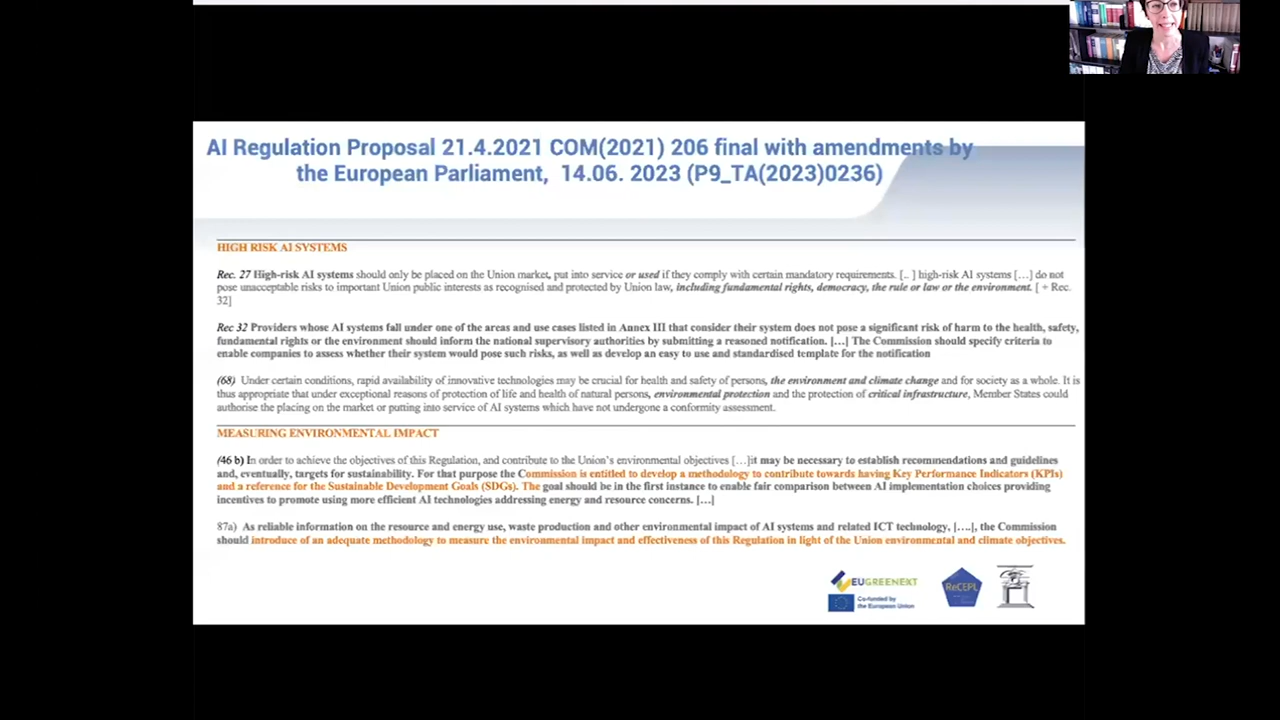 AI Regulation Proposal 21.4.2021 COM(2021) 206 final with amendments by
the European Parliament, 14.06. 2023 (P9_TA(2023)0236)
HIGH RISK AI SYSTEMS
Rec. 27 High-risk AI systems should only be placed on the Union market, put into service or used if they comply with certain mandatory requirements. [.. ] high-risk AI systems […] do not
pose unacceptable risks to important Union public interests as recognised and protected by Union law, including fundamental rights, democracy, the rule or law or the environment. [ + Rec.
32]
Rec 32 Providers whose AI systems fall under one of the areas and use cases listed in Annex III that consider their system does not pose a significant risk of harm to the health, safety,
fundamental rights or the environment should inform the national supervisory authorities by submitting a reasoned notification. […] The Commission should specify criteria to
enable companies to assess whether their system would pose such risks, as well as develop an easy to use and standardised template for the notification
(68) Under certain conditions, rapid availability of innovative technologies may be crucial for health and safety of persons, the environment and climate change and for society as a whole. It is
thus appropriate that under exceptional reasons of protection of life and health of natural persons, environmental protection and the protection of critical infrastructure, Member States could
authorise the placing on the market or putting into service of AI systems which have not undergone a conformity assessment.
MEASURING ENVIRONMENTAL IMPACT
(46 b) In order to achieve the objectives of this Regulation, and contribute to the Union's environmental objectives […]it may be necessary to establish recommendations and guidelines
and, eventually, targets for sustainability. For that purpose the Commission is entitled to develop a methodology to contribute towards having Key Performance Indicators (KPIs)
and a reference for the Sustainable Development Goals (SDGs). The goal should be in the first instance to enable fair comparison between AI implementation choices providing
incentives to promote using more efficient AI technologies addressing energy and resource concerns. […]
87a) As reliable information on the resource and energy use, waste production and other environmental impact of AI systems and related ICT technology, [….], the Commission
should introduce of an adequate methodology to measure the environmental impact and effectiveness of this Regulation in light of the Union environmental and climate objectives.
EUGREENEXT
Co-funded by
the European Union
ReCEPL